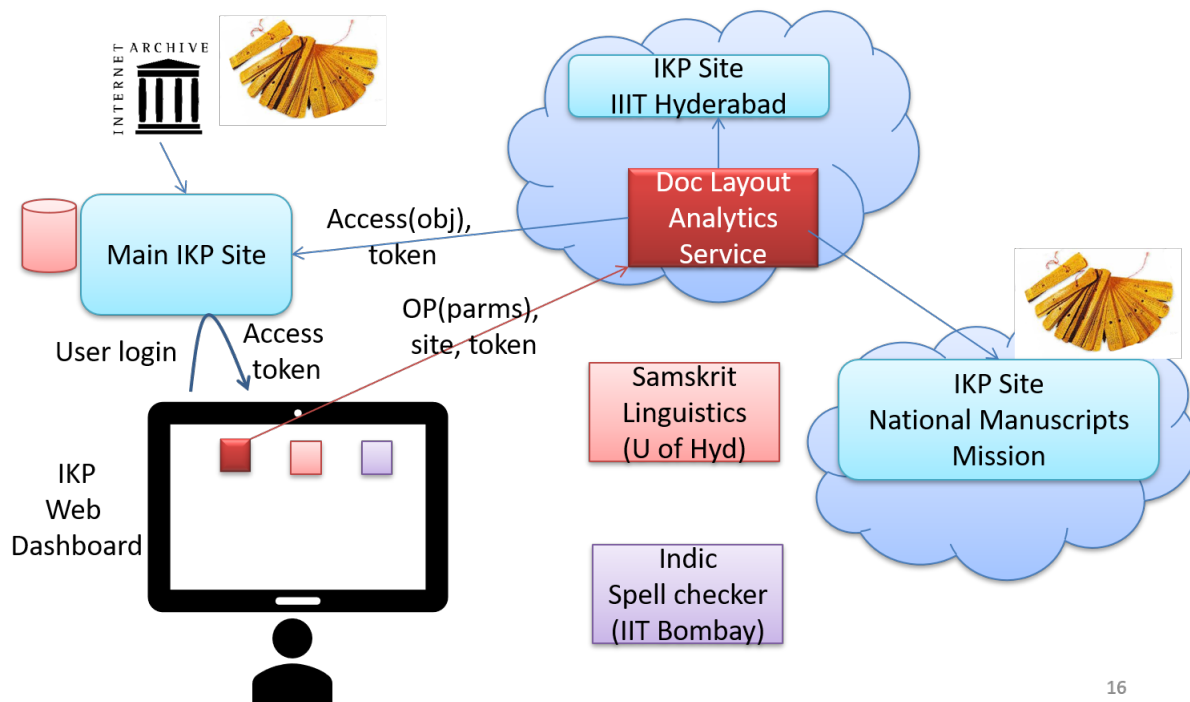 INTERNET
ARCHIVE
IKP Site
IIIT Hyderabad
Doc Layout
Analytics
Service
Main IKP Site
Access(obj),
token
OP(parms),
site, token
User login
Access
token
Samskrit
Linguistics
(U of Hyd)
IKP Site
National Manuscripts
Mission
IKP
Web
Dashboard
Indic
Spell checker
(IIT Bombay)
16